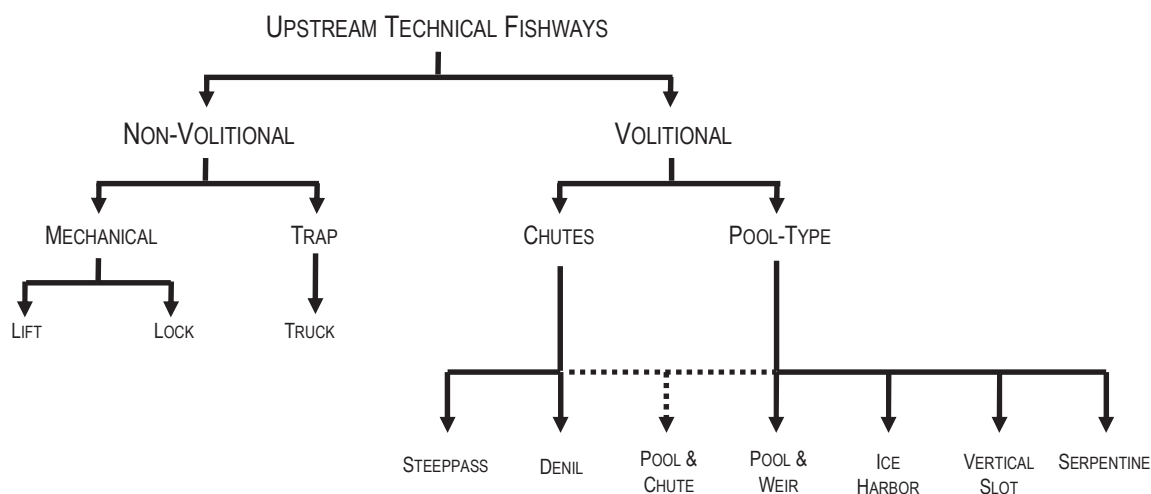 UPSTREAM TECHNICAL FISHWAYS
NON-VOLITIONAL
VOLITIONAL
MECHANICAL
TRAP
CHUTES
POOL-TYPE
LIFT
LOCK
TRUCK
STEEPPASS
DENIL
POOL &
CHUTE
POOL &
WEIR
ICE
HARBOR
VERTICAL
SLOT
SERPENTINE